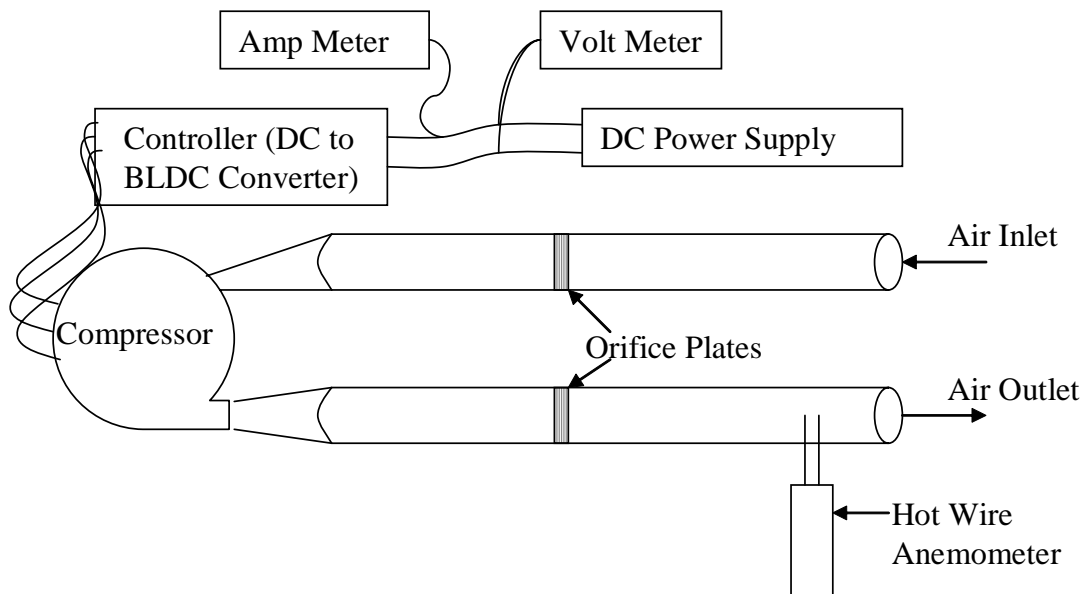 Amp Meter
Volt Meter
Controller (DC to
BLDC Converter)
DC Power Supply
Air Inlet
Compressor
Orifice Plates
Air Outlet
Hot Wire
Anemometer